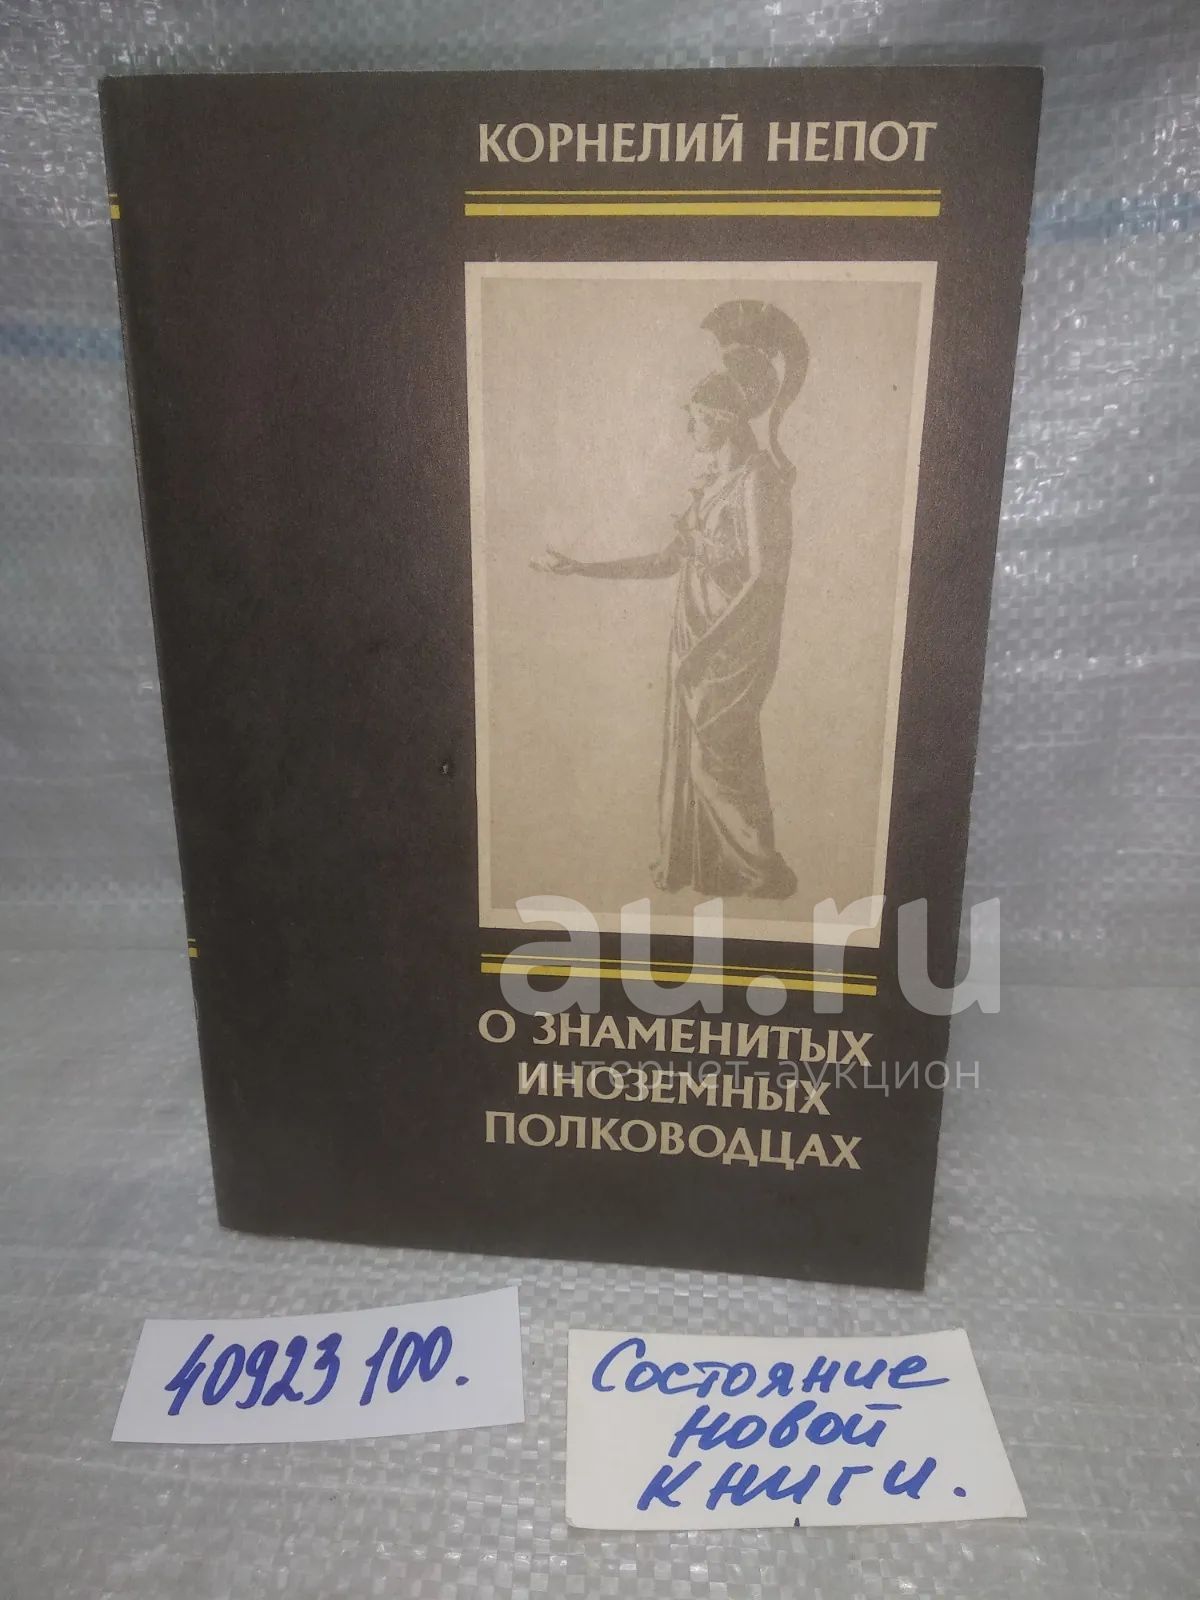 КОРНЕЛИЙ НЕПОТ
au.ru
О ЗНАМЕНИТЫХ
интернет-аукцион
ИНОЗЕМНЫХ
ПОЛКОВОДЦАХ
40923 100.
Состояние
новой
книги.